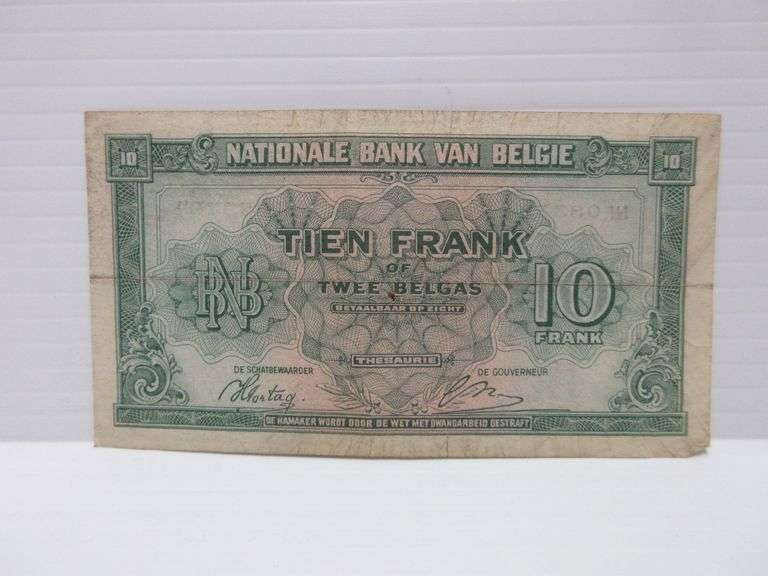 10 NATIONALE BANK VAN BELGIE 10
TIEN FRANK
OF
TWEE BELGAS
BETAALBAAR OP ZICHT
BNB
10
FRANK
THESAURIE
DE SCHATBEWAARDER
DE GOUVERNEUR
DE NAMAKER WORDT DOOR DE WET MET DWANGARBEID GESTRAFT